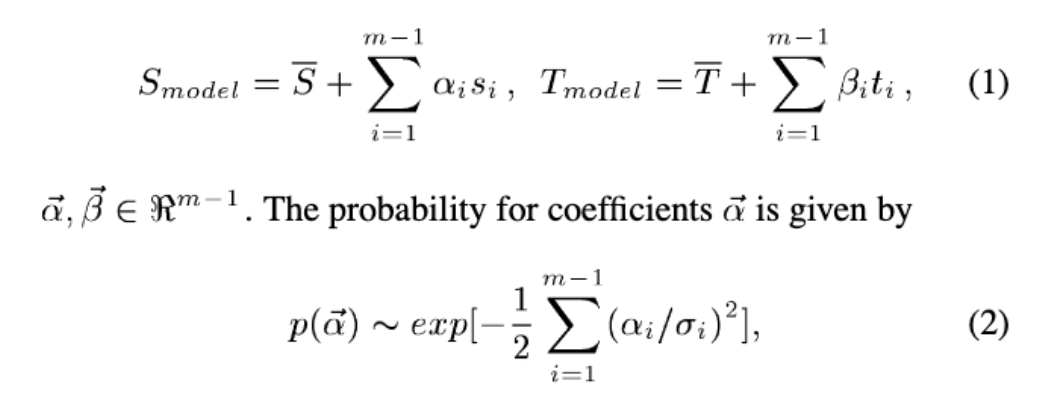 $S_{model} = \overline{S} + \sum_{i=1}^{m-1} \alpha_i s_i \, , \;\; T_{model} = \overline{T} + \sum_{i=1}^{m-1} \beta_i t_i \, ,$ (1)
$\vec{\alpha}, \vec{\beta} \in \Re^{m-1}$. The probability for coefficients $\vec{\alpha}$ is given by
$p(\vec{\alpha}) \sim exp[-\frac{1}{2} \sum_{i=1}^{m-1} (\alpha_i/\sigma_i)^2],$ (2)